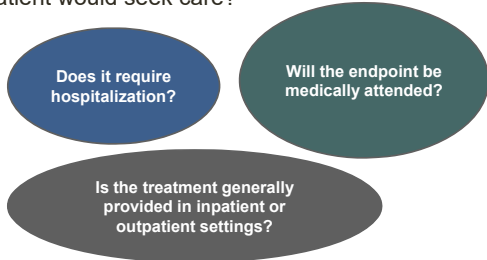 atient would seek care?
Does it require
hospitalization?
Will the endpoint be
medically attended?
Is the treatment generally
provided in inpatient or
outpatient settings?